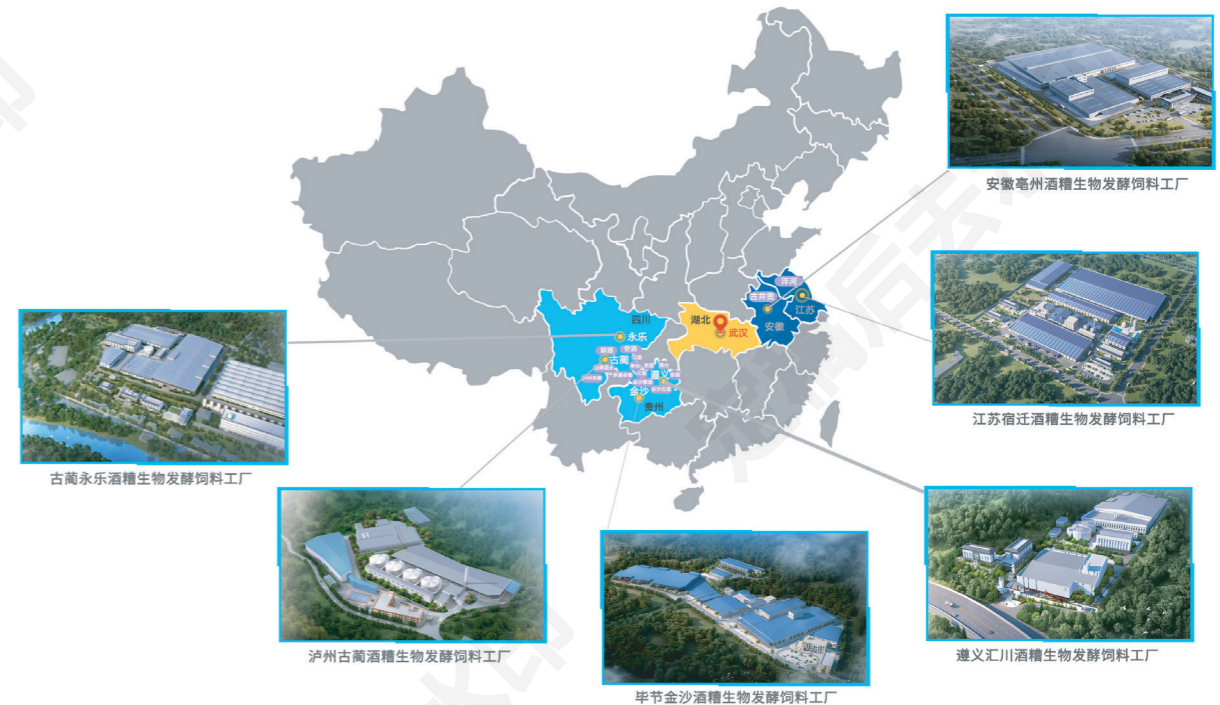 安徽亳州酒糟生物发酵饲料工厂
洋河
古井贡
江苏
安徽
四川
湖北
武汉
永乐
郎酒
古蔺
遵义
金沙
贵州
江苏宿迁酒糟生物发酵饲料工厂
古蔺永乐酒糟生物发酵饲料工厂
泸州古蔺酒糟生物发酵饲料工厂
遵义汇川酒糟生物发酵饲料工厂
毕节金沙酒糟生物发酵饲料工厂